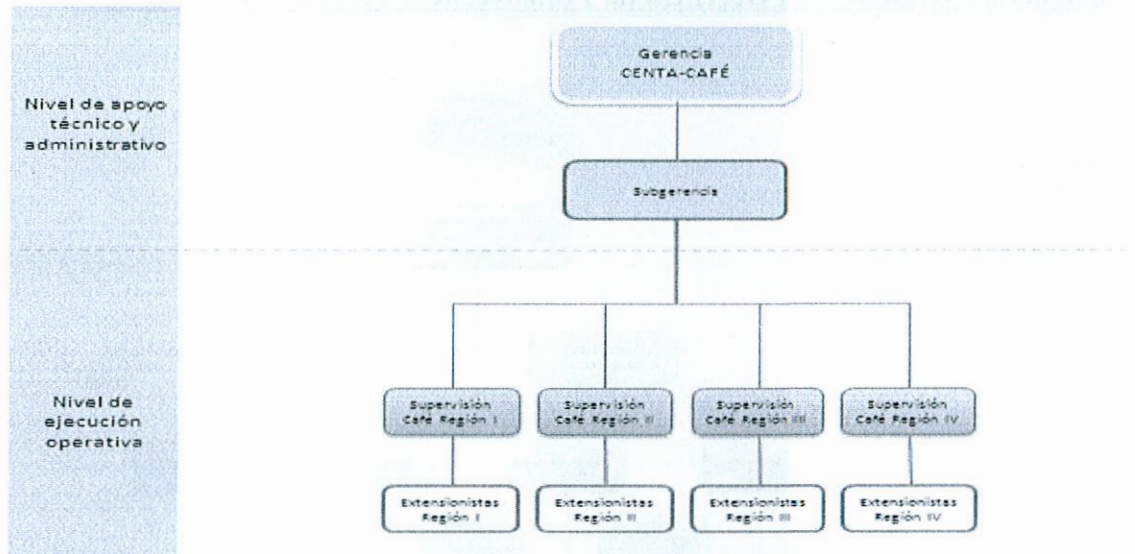 Gerencia
CENTA-CAFÉ
Nivel de apoyo
técnico y
administrativo
Subgerencia
Nivel de
ejecución
operativa
Supervisión
Café Región I
Supervisión
Café Región II
Supervisión
Café Región III
Supervisión
Café Región IV
Extensionistas
Región I
Extensionistas
Región II
Extensionistas
Región III
Extensionistas
Región IV